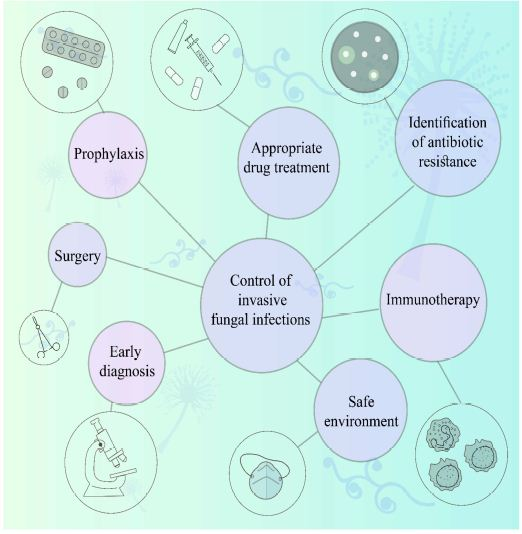 Prophylaxis
Appropriate
drug treatment
Identification
of antibiotic
resistance
Surgery
Control of
invasive
fungal infections
Immunotherapy
Early
diagnosis
Safe
environment